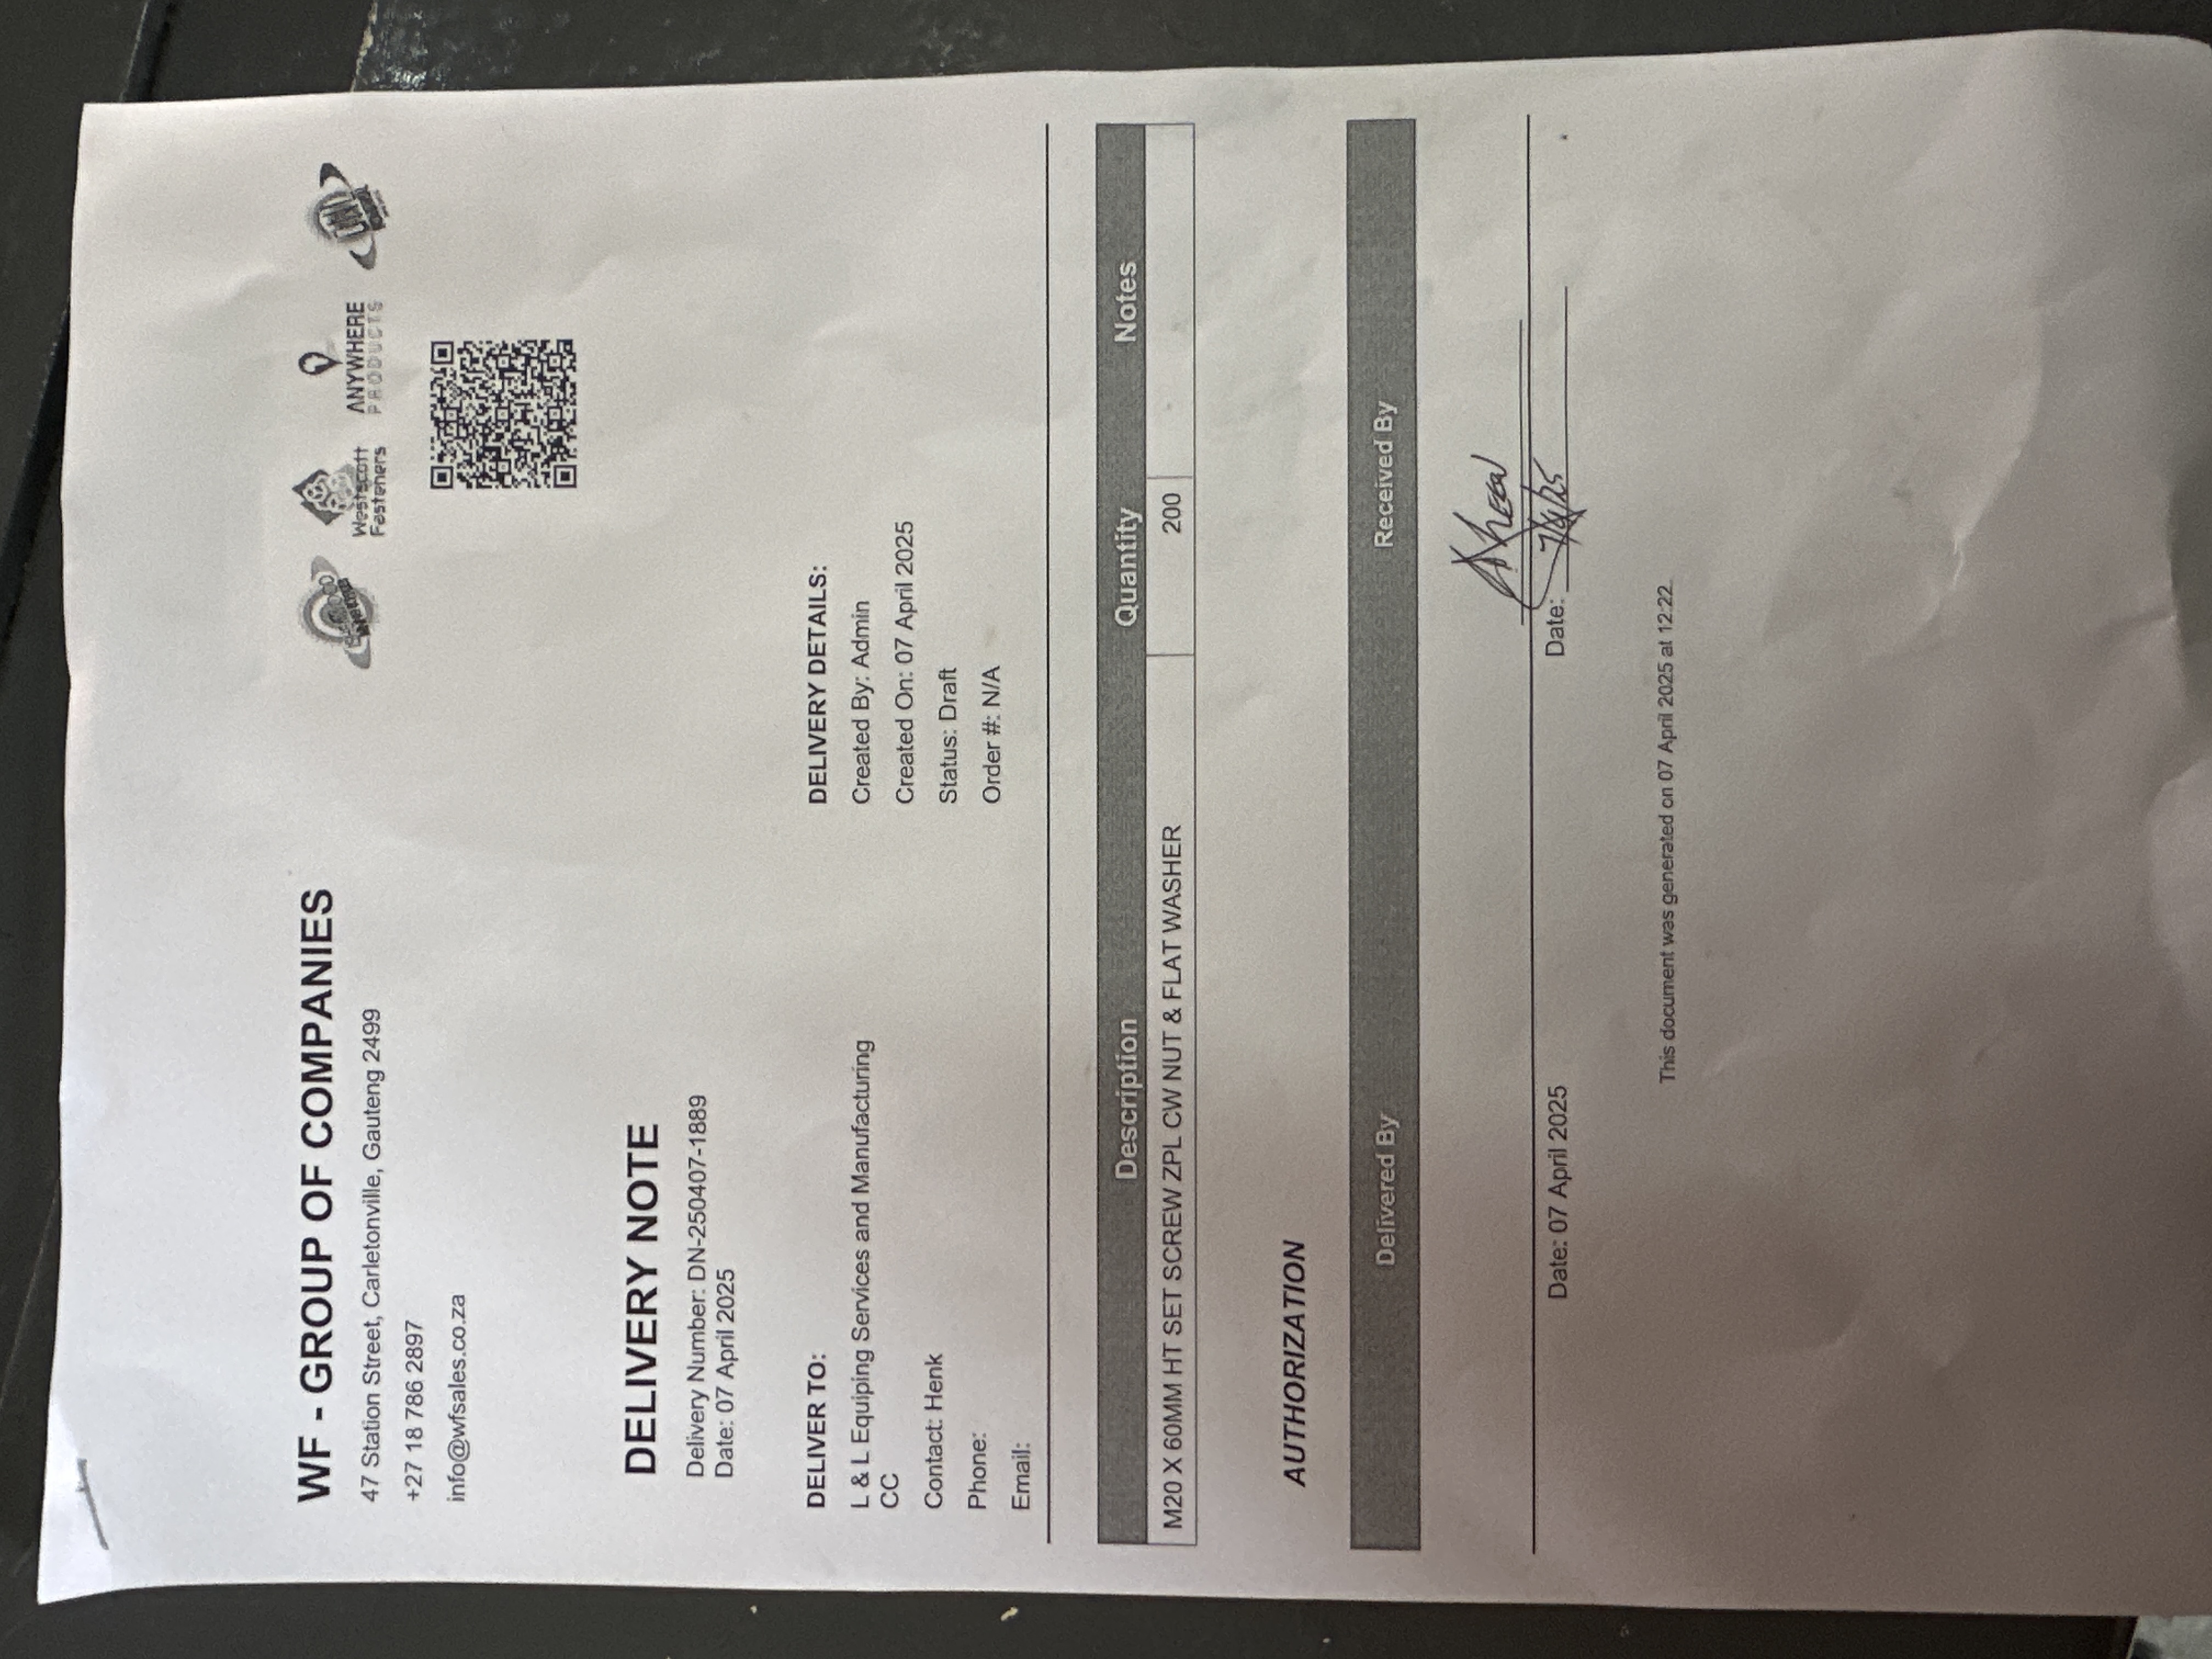 WF - GROUP OF COMPANIES
47 Station Street, Carletonville, Gauteng 2499
+27 18 786 2897
info@wfsales.co.za
Westscott
Fasteners
ANYWHERE
PRODUCTS
DELIVERY NOTE
Delivery Number: DN-250407-1889
Date: 07 April 2025
DELIVER TO:
L & L Equiping Services and Manufacturing
CC
Contact: Henk
Phone:
Email:
DELIVERY DETAILS:
Created By: Admin
Created On: 07 April 2025
Status: Draft
Order #: N/A
Description Quantity Notes
M20 X 60MM HT SET SCREW ZPL CW NUT & FLAT WASHER 200
AUTHORIZATION
Delivered By Received By
Date: 07 April 2025 Date: 7/4/25
This document was generated on 07 April 2025 at 12:22